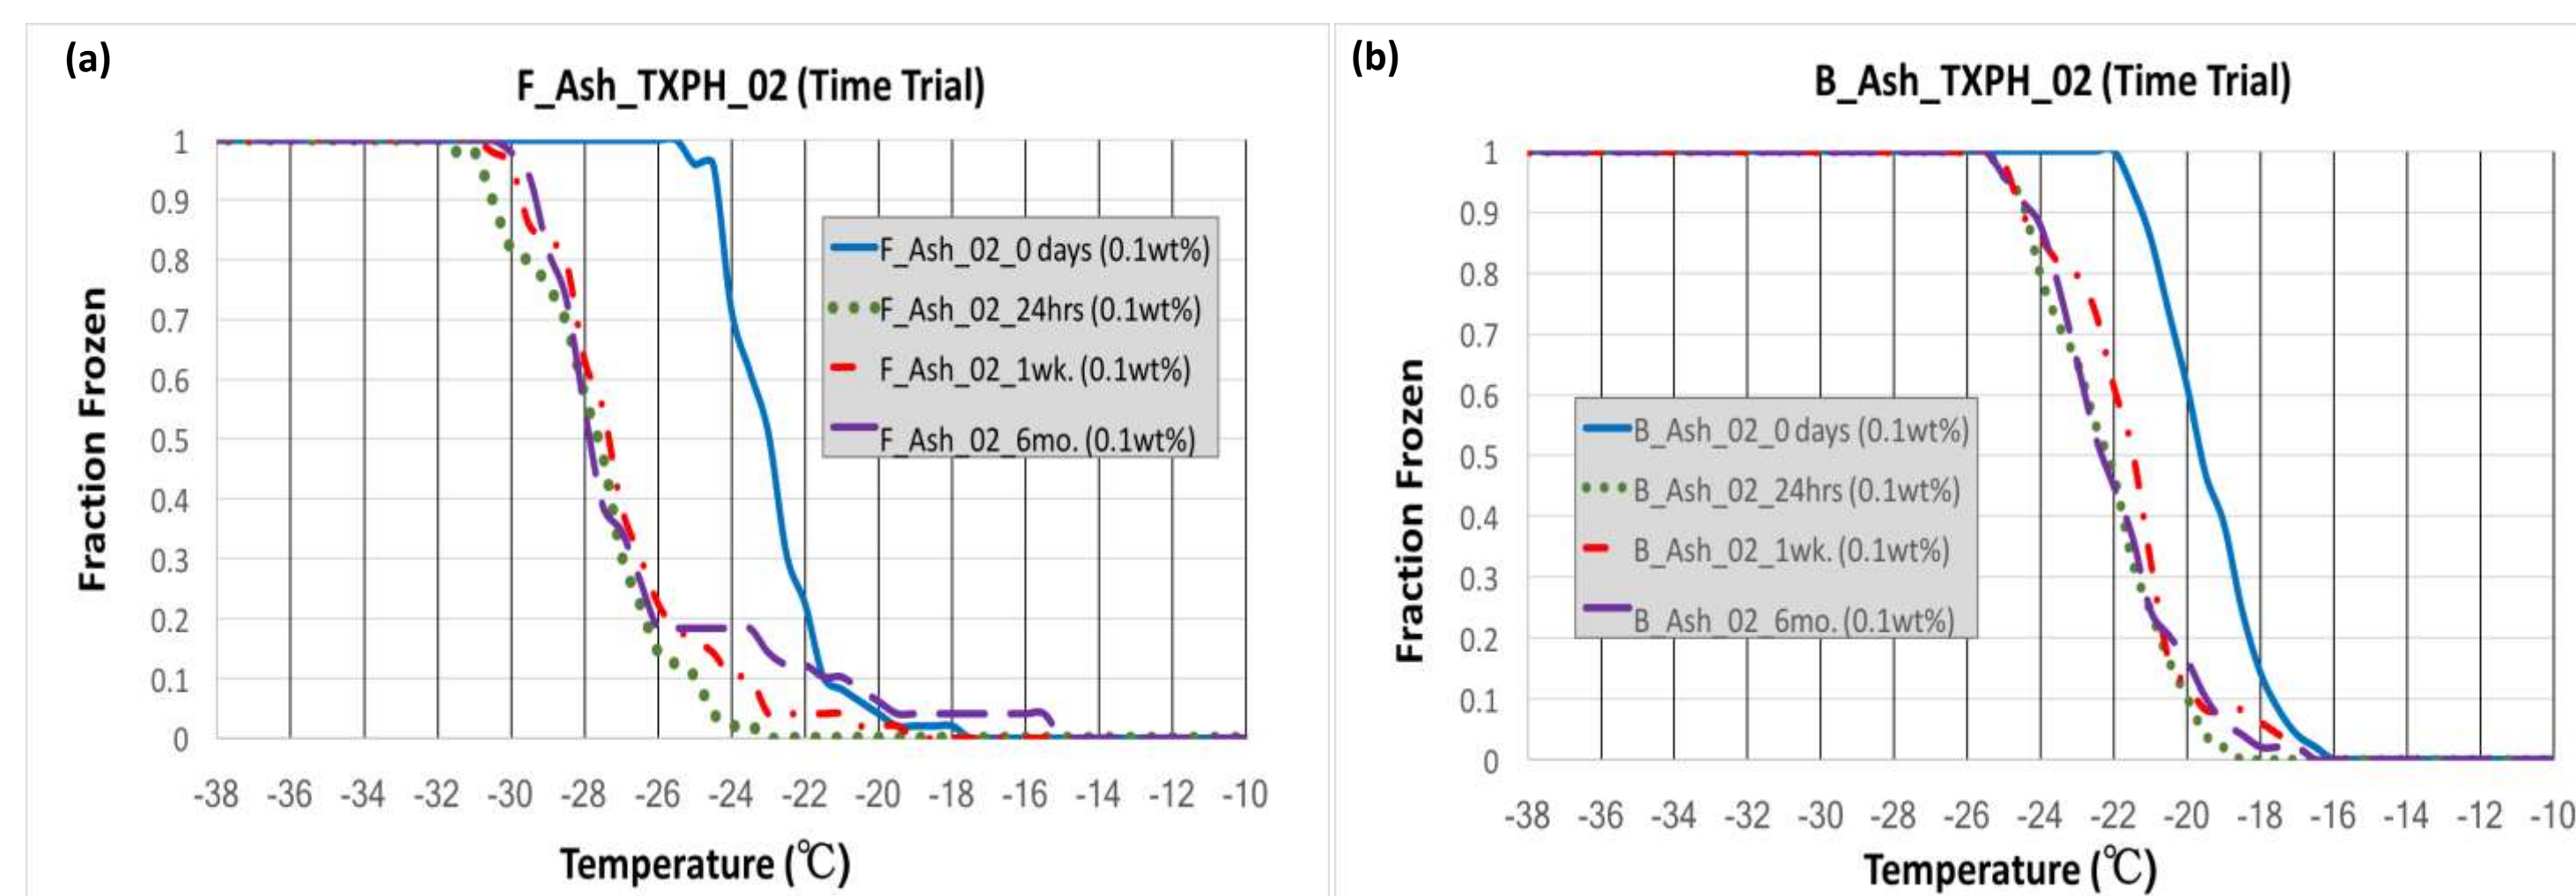 (a)
F_Ash_TXPH_02 (Time Trial)
Fraction Frozen
1
0.9
0.8
0.7
0.6
0.5
0.4
0.3
0.2
0.1
0
F_Ash_02_0 days (0.1wt%)
F_Ash_02_24hrs (0.1wt%)
F_Ash_02_1wk. (0.1wt%)
F_Ash_02_6mo. (0.1wt%)
-38 -36 -34 -32 -30 -28 -26 -24 -22 -20 -18 -16 -14 -12 -10
Temperature (℃)
(b)
B_Ash_TXPH_02 (Time Trial)
Fraction Frozen
1
0.9
0.8
0.7
0.6
0.5
0.4
0.3
0.2
0.1
0
B_Ash_02_0 days (0.1wt%)
B_Ash_02_24hrs (0.1wt%)
B_Ash_02_1wk. (0.1wt%)
B_Ash_02_6mo. (0.1wt%)
-38 -36 -34 -32 -30 -28 -26 -24 -22 -20 -18 -16 -14 -12 -10
Temperature (℃)